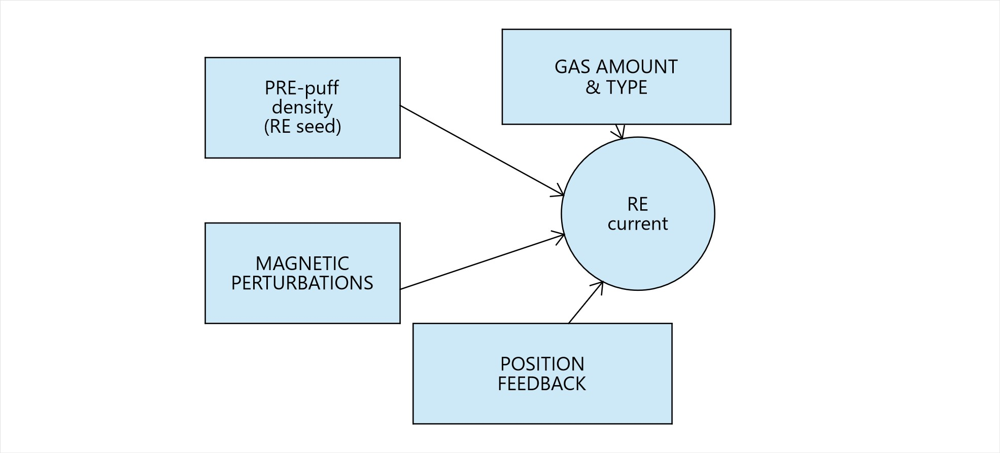 GAS AMOUNT
& TYPE
PRE-puff
density
(RE seed)
RE
current
MAGNETIC
PERTURBATIONS
POSITION
FEEDBACK